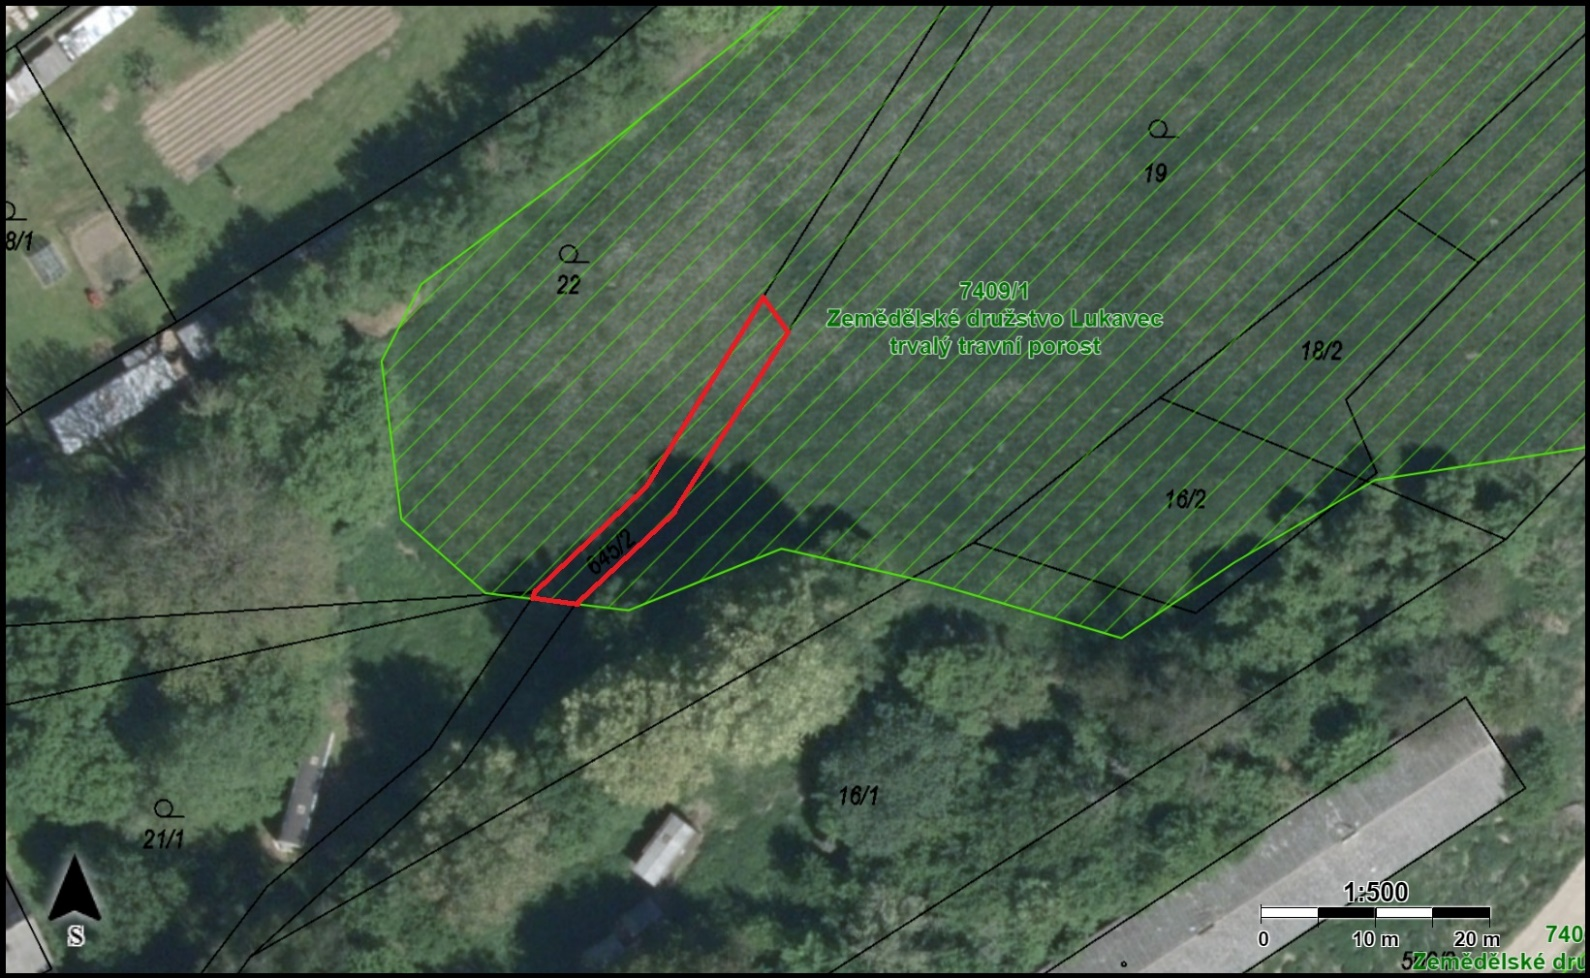 19
8/1
22
7409/1
Zemědělské družstvo Lukavec
trvalý travní porost
18/2
16/2
645/2
16/1
21/1
1:500
0 10 m 20 m
S
740
Zemědělské dru